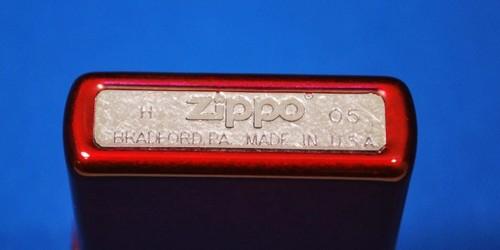 H Zippo® 05
BRADFORD, PA. MADE IN U.S.A.